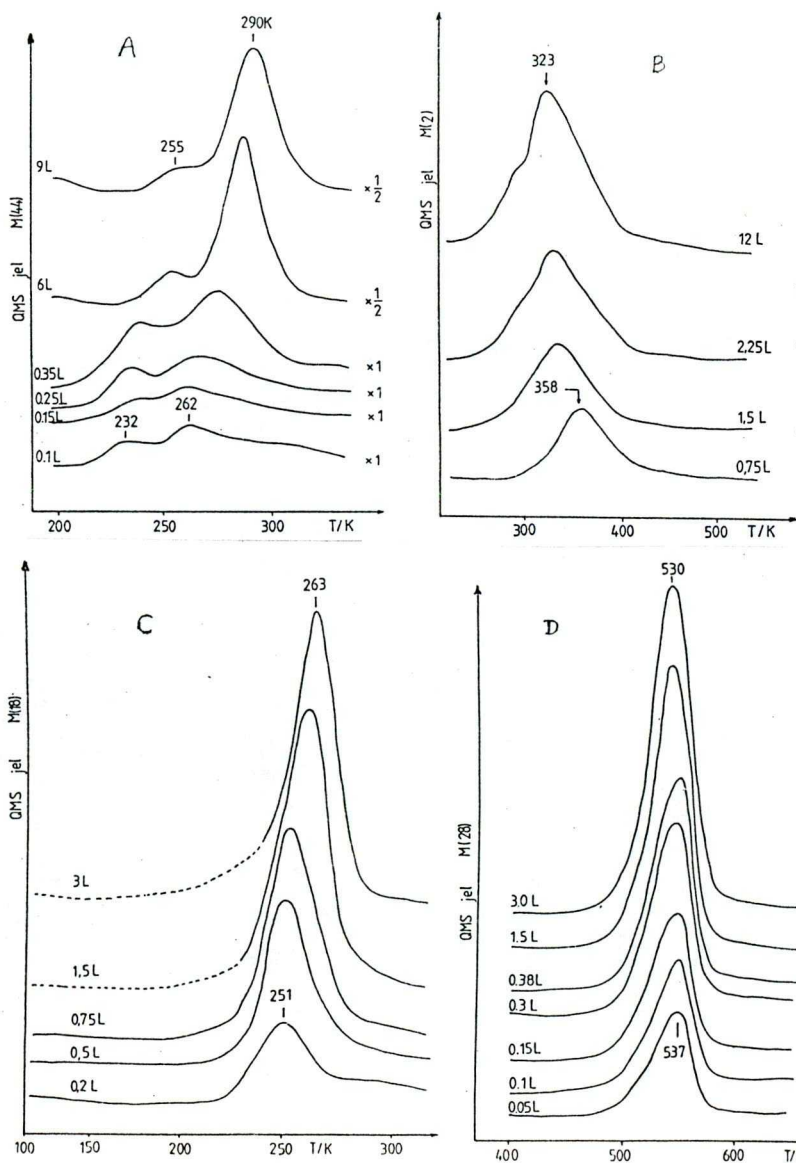 A
290K
255
9L
×1/2
6L
×1/2
0.35L
×1
0.25L
×1
0.15L
×1
232
262
0.1L
×1
QMS jel M(44)
200
250
300
T/K
B
323
12 L
2,25L
1,5 L
358
0,75L
QMS jel M(2)
300
400
500
T/K
C
263
3L
1,5L
251
0,75L
0,5L
0,2L
QMS jel M(18)
100
150
200
250
T/K
300
D
530
3.0 L
1.5L
0.38L
0.3 L
0.15L
0.1L
537
0.05L
QMS jel M(28)
400
500
600
T/